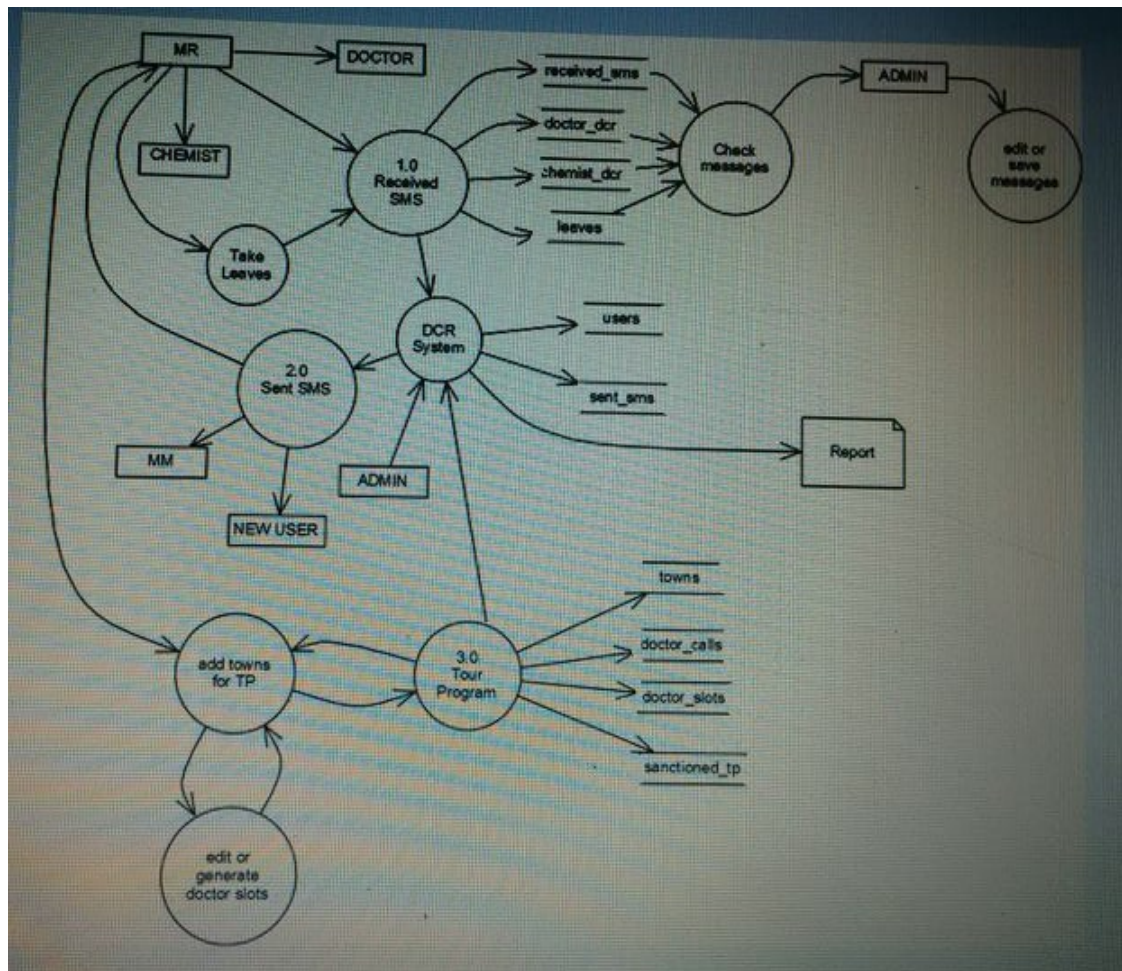 MR
DOCTOR
received_sms
ADMIN
doctor_dcr
CHEMIST
1.0
Received
SMS
chemist_dcr
Check
messages
edit or
save
messages
leaves
Take
Leaves
users
DCR
System
2.0
Sent SMS
sent_sms
MM
ADMIN
Report
NEW USER
towns
add towns
for TP
3.0
Tour
Program
doctor_calls
doctor_slots
sanctioned_tp
edit or
generate
doctor slots